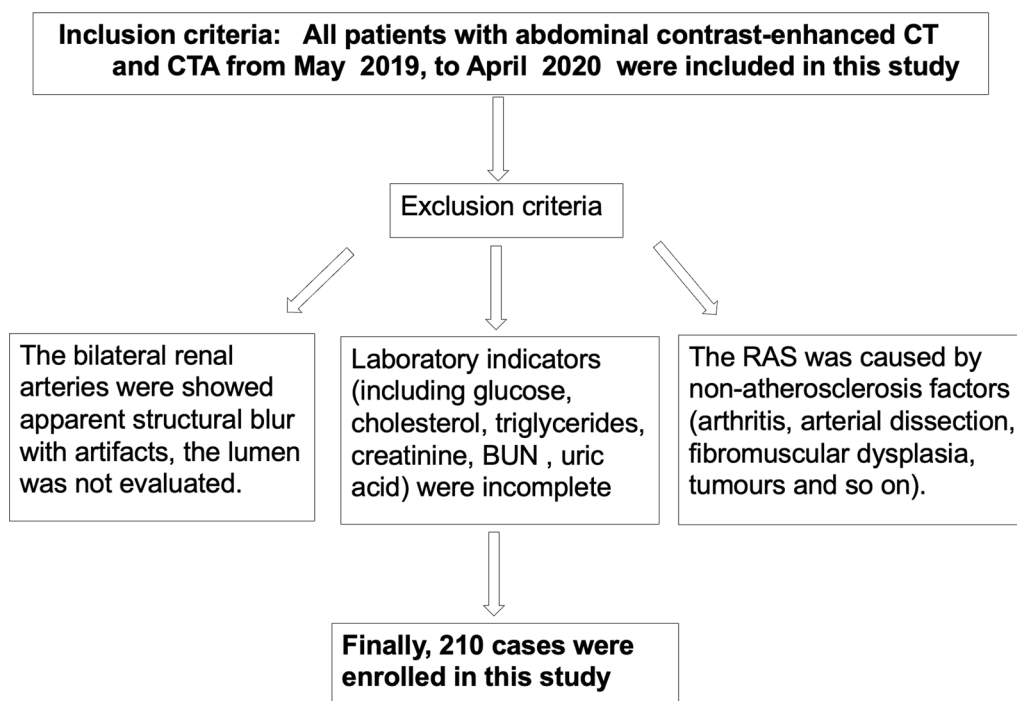 Inclusion criteria: All patients with abdominal contrast-enhanced CT
and CTA from May 2019, to April 2020 were included in this study
Exclusion criteria
The bilateral renal
arteries were showed
apparent structural blur
with artifacts, the lumen
was not evaluated.
Laboratory indicators
(including glucose,
cholesterol, triglycerides,
creatinine, BUN , uric
acid) were incomplete
The RAS was caused by
non-atherosclerosis factors
(arthritis, arterial dissection,
fibromuscular dysplasia,
tumours and so on).
Finally, 210 cases were
enrolled in this study